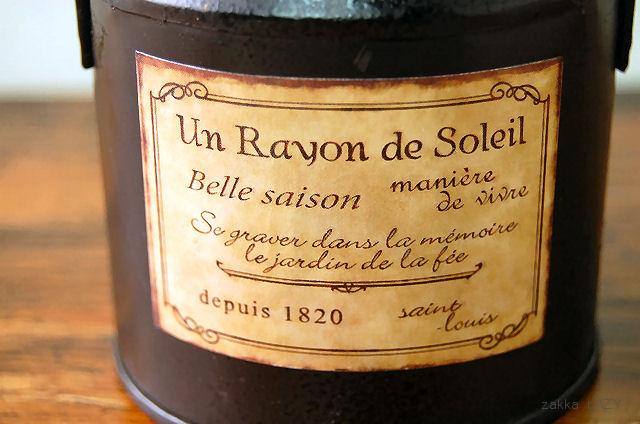 Un Rayon de Soleil
Belle saison
manière
de vivre
Se graver dans la mémoire
le jardin de la fée
depuis 1820
saint
-louis
zakka